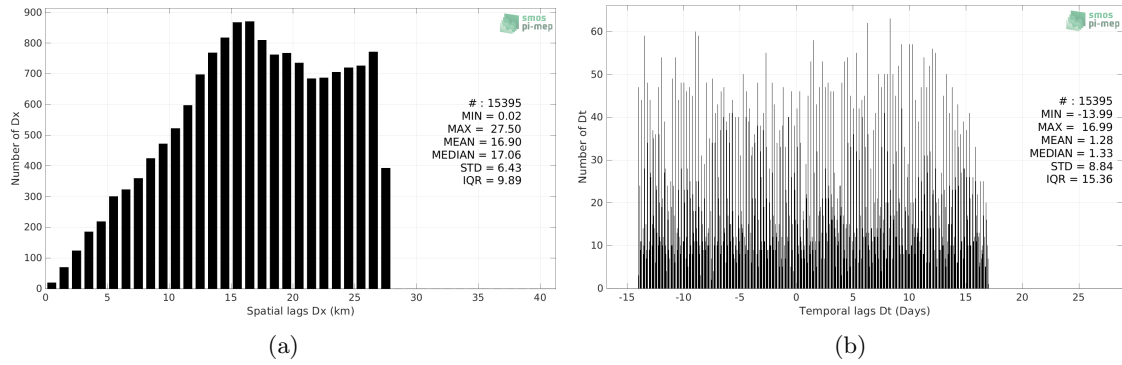 900
800
700
600
500
400
300
200
100
0
Number of Dx
0 5 10 15 20 25 30 35 40
Spatial lags Dx (km)
smos
pi-mep
# : 15395
MIN = 0.02
MAX = 27.50
MEAN = 16.90
MEDIAN = 17.06
STD = 6.43
IQR = 9.89
(a)
60
50
40
30
20
10
0
Number of Dt
-15 -10 -5 0 5 10 15 20 25
Temporal lags Dt (Days)
smos
pi-mep
# : 15395
MIN = -13.99
MAX = 16.99
MEAN = 1.28
MEDIAN = 1.33
STD = 8.84
IQR = 15.36
(b)